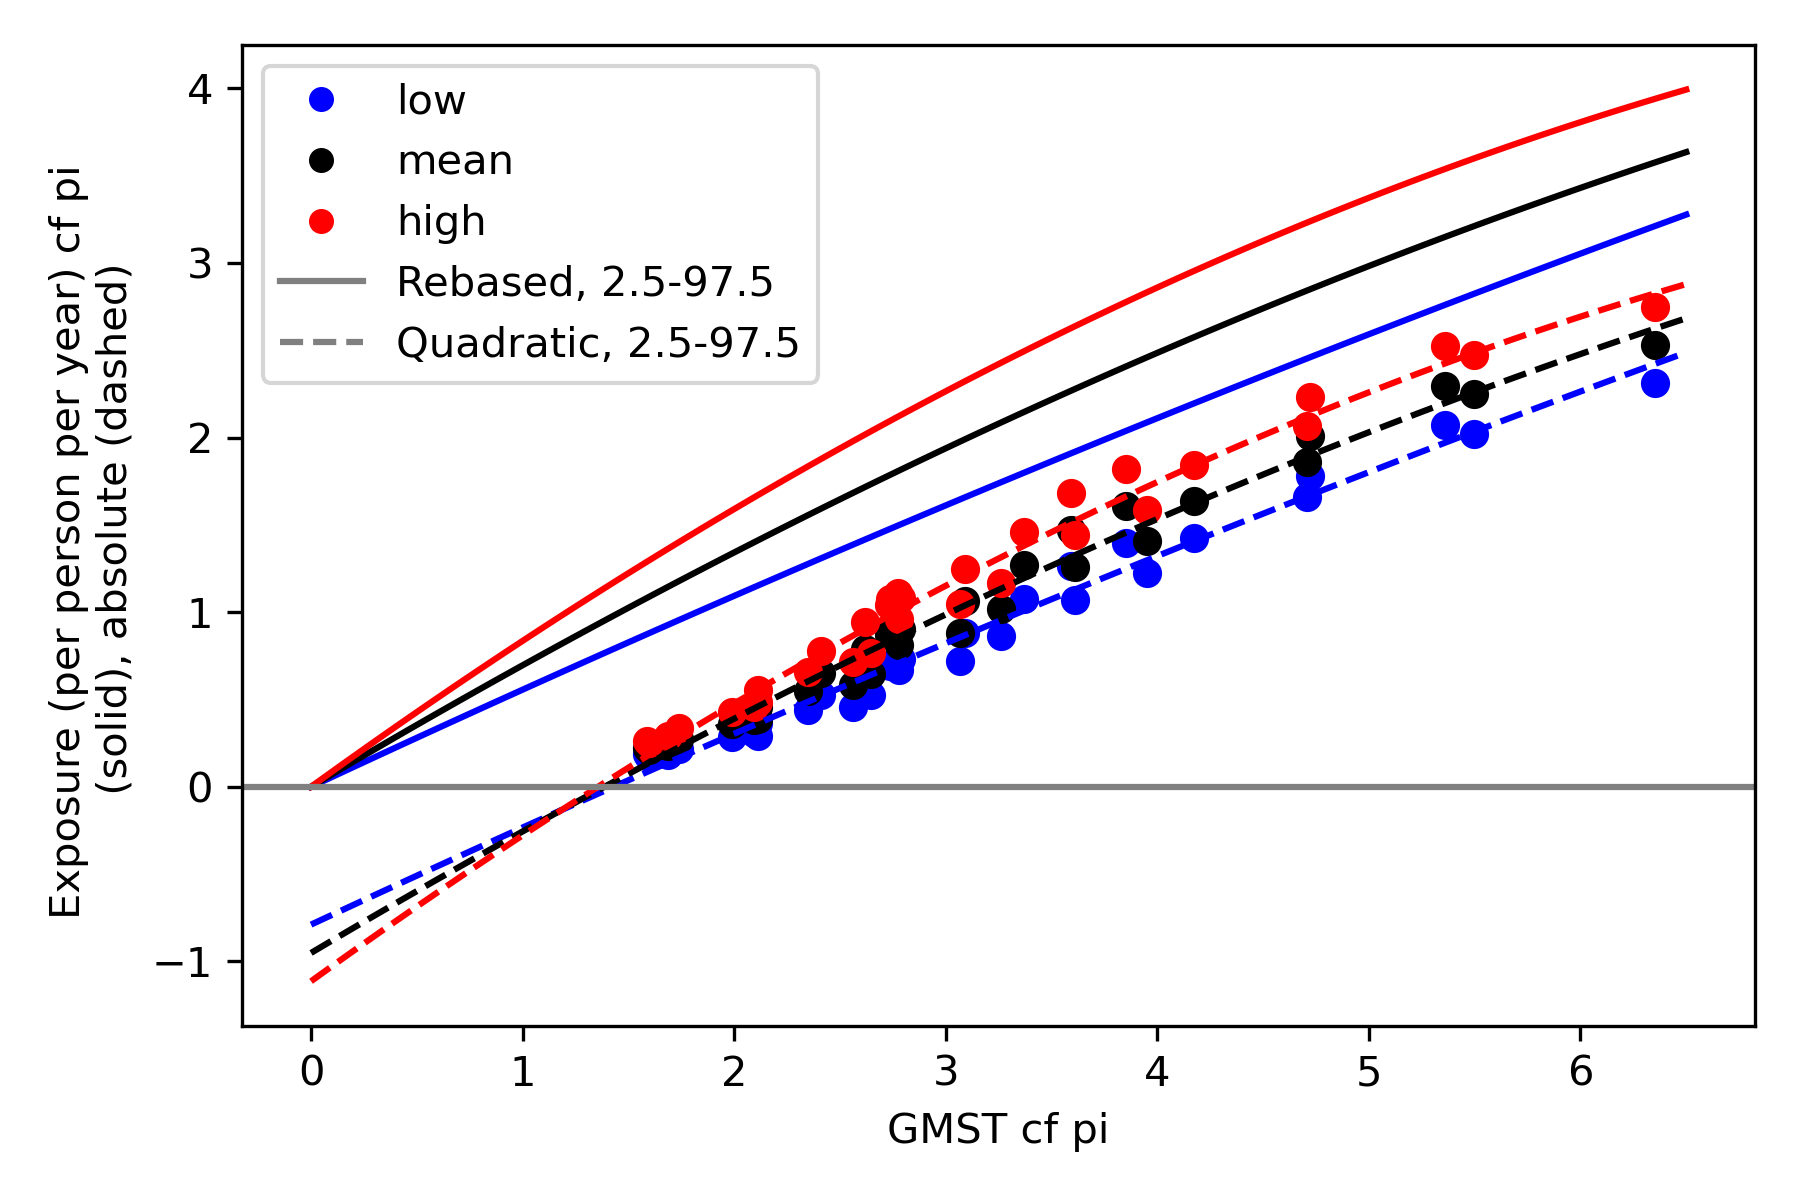 low
mean
high
Rebased, 2.5-97.5
Quadratic, 2.5-97.5
4
3
2
1
0
−1
0 1 2 3 4 5 6
GMST cf pi
Exposure (per person per year) cf pi
(solid), absolute (dashed)